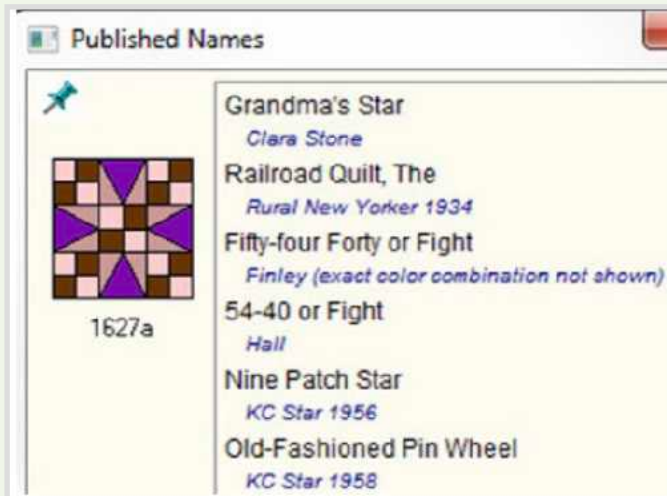 Published Names
Grandma's Star
Clara Stone
Railroad Quilt, The
Rural New Yorker 1934
Fifty-four Forty or Fight
Finley (exact color combination not shown)
54-40 or Fight
Hall
Nine Patch Star
KC Star 1956
Old-Fashioned Pin Wheel
KC Star 1958
1627a